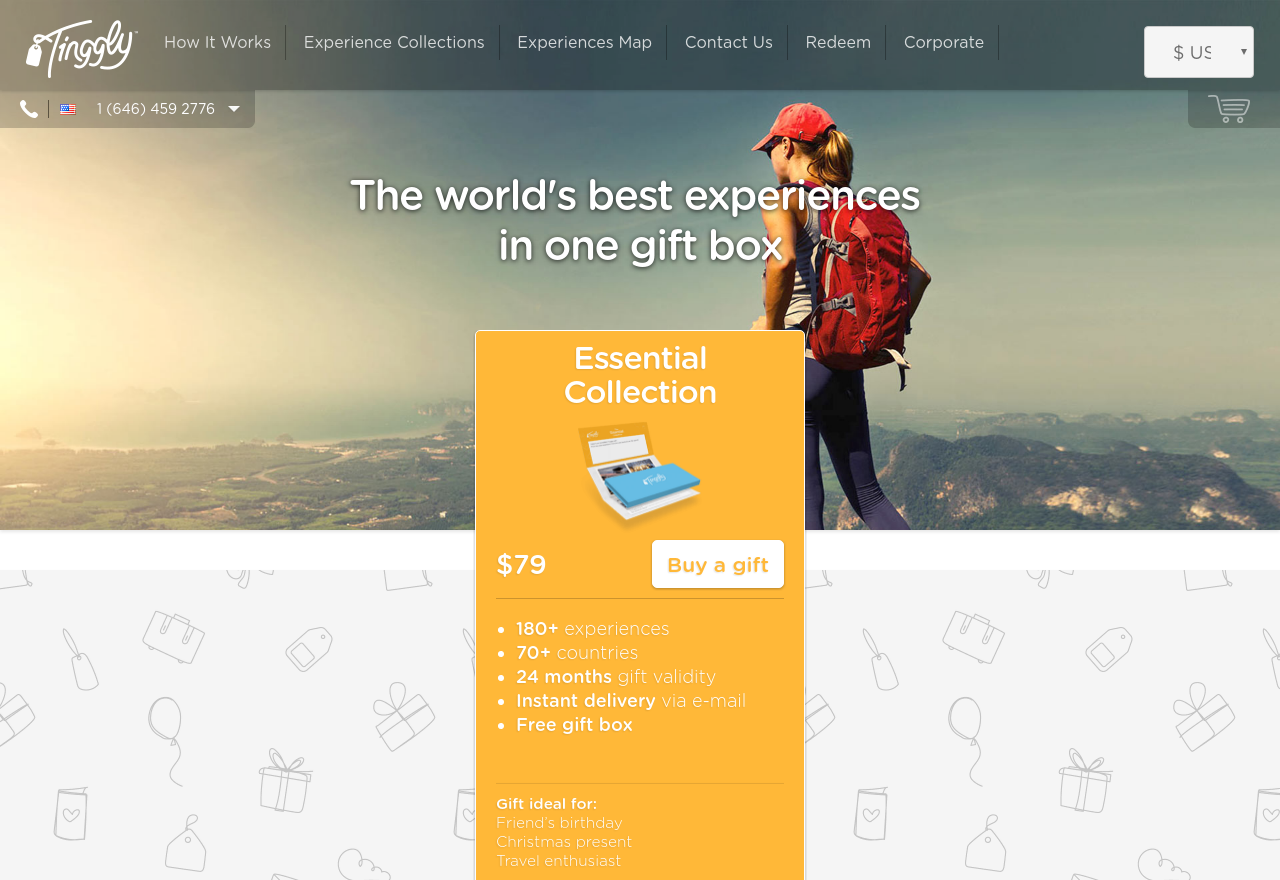 Tinggly
How It Works
Experience Collections
Experiences Map
Contact Us
Redeem
Corporate
$ US
1 (646) 459 2776
The world's best experiences
in one gift box
Essential
Collection
Tinggly
$79
Buy a gift
180+ experiences
70+ countries
24 months gift validity
Instant delivery via e-mail
Free gift box
Gift ideal for:
Friend's birthday
Christmas present
Travel enthusiast